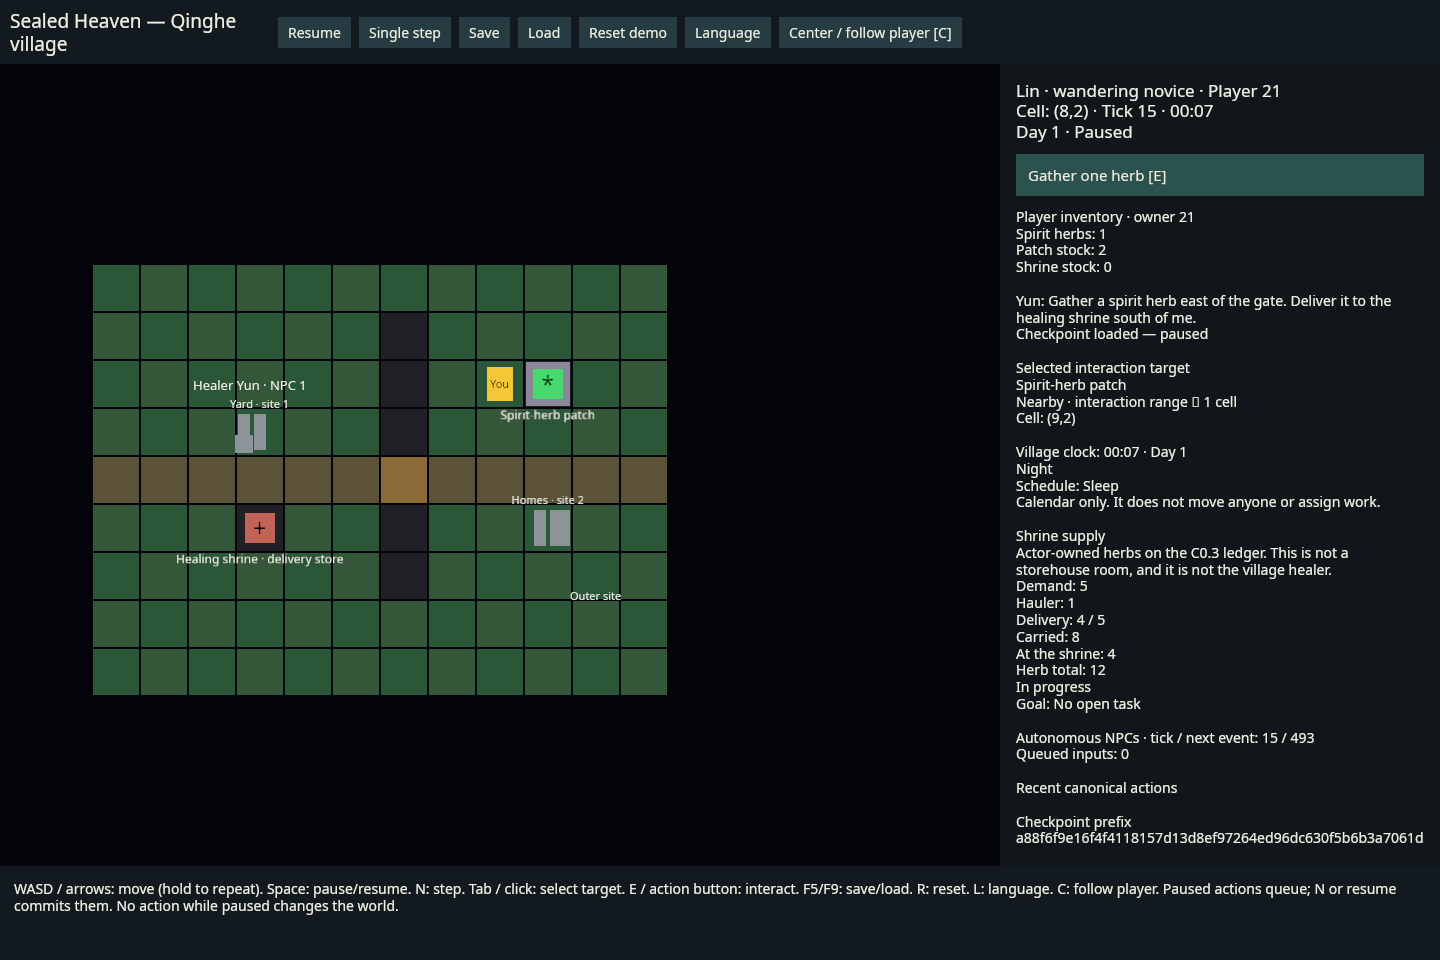 Sealed Heaven — Qinghe
village
Resume
Single step
Save
Load
Reset demo
Language
Center / follow player [C]
Lin · wandering novice · Player 21
Cell: (8,2) · Tick 15 · 00:07
Day 1 · Paused
Gather one herb [E]
Player inventory · owner 21
Spirit herbs: 1
Patch stock: 2
Shrine stock: 0
Yun: Gather a spirit herb east of the gate. Deliver it to the
healing shrine south of me.
Checkpoint loaded — paused
Selected interaction target
Spirit-herb patch
Nearby · interaction range ▯ 1 cell
Cell: (9,2)
Village clock: 00:07 · Day 1
Night
Schedule: Sleep
Calendar only. It does not move anyone or assign work.
Shrine supply
Actor-owned herbs on the C0.3 ledger. This is not a
storehouse room, and it is not the village healer.
Demand: 5
Hauler: 1
Delivery: 4 / 5
Carried: 8
At the shrine: 4
Herb total: 12
In progress
Goal: No open task
Autonomous NPCs · tick / next event: 15 / 493
Queued inputs: 0
Recent canonical actions
Checkpoint prefix
a88f6f9e16f4f4118157d13d8ef97264ed96dc630f5b6b3a7061d
You
*
Spirit-herb patch
Healer Yun · NPC 1
Yard · site 1
Homes · site 2
+
Healing shrine · delivery store
Outer site
WASD / arrows: move (hold to repeat). Space: pause/resume. N: step. Tab / click: select target. E / action button: interact. F5/F9: save/load. R: reset. L: language. C: follow player. Paused actions queue; N or resume
commits them. No action while paused changes the world.